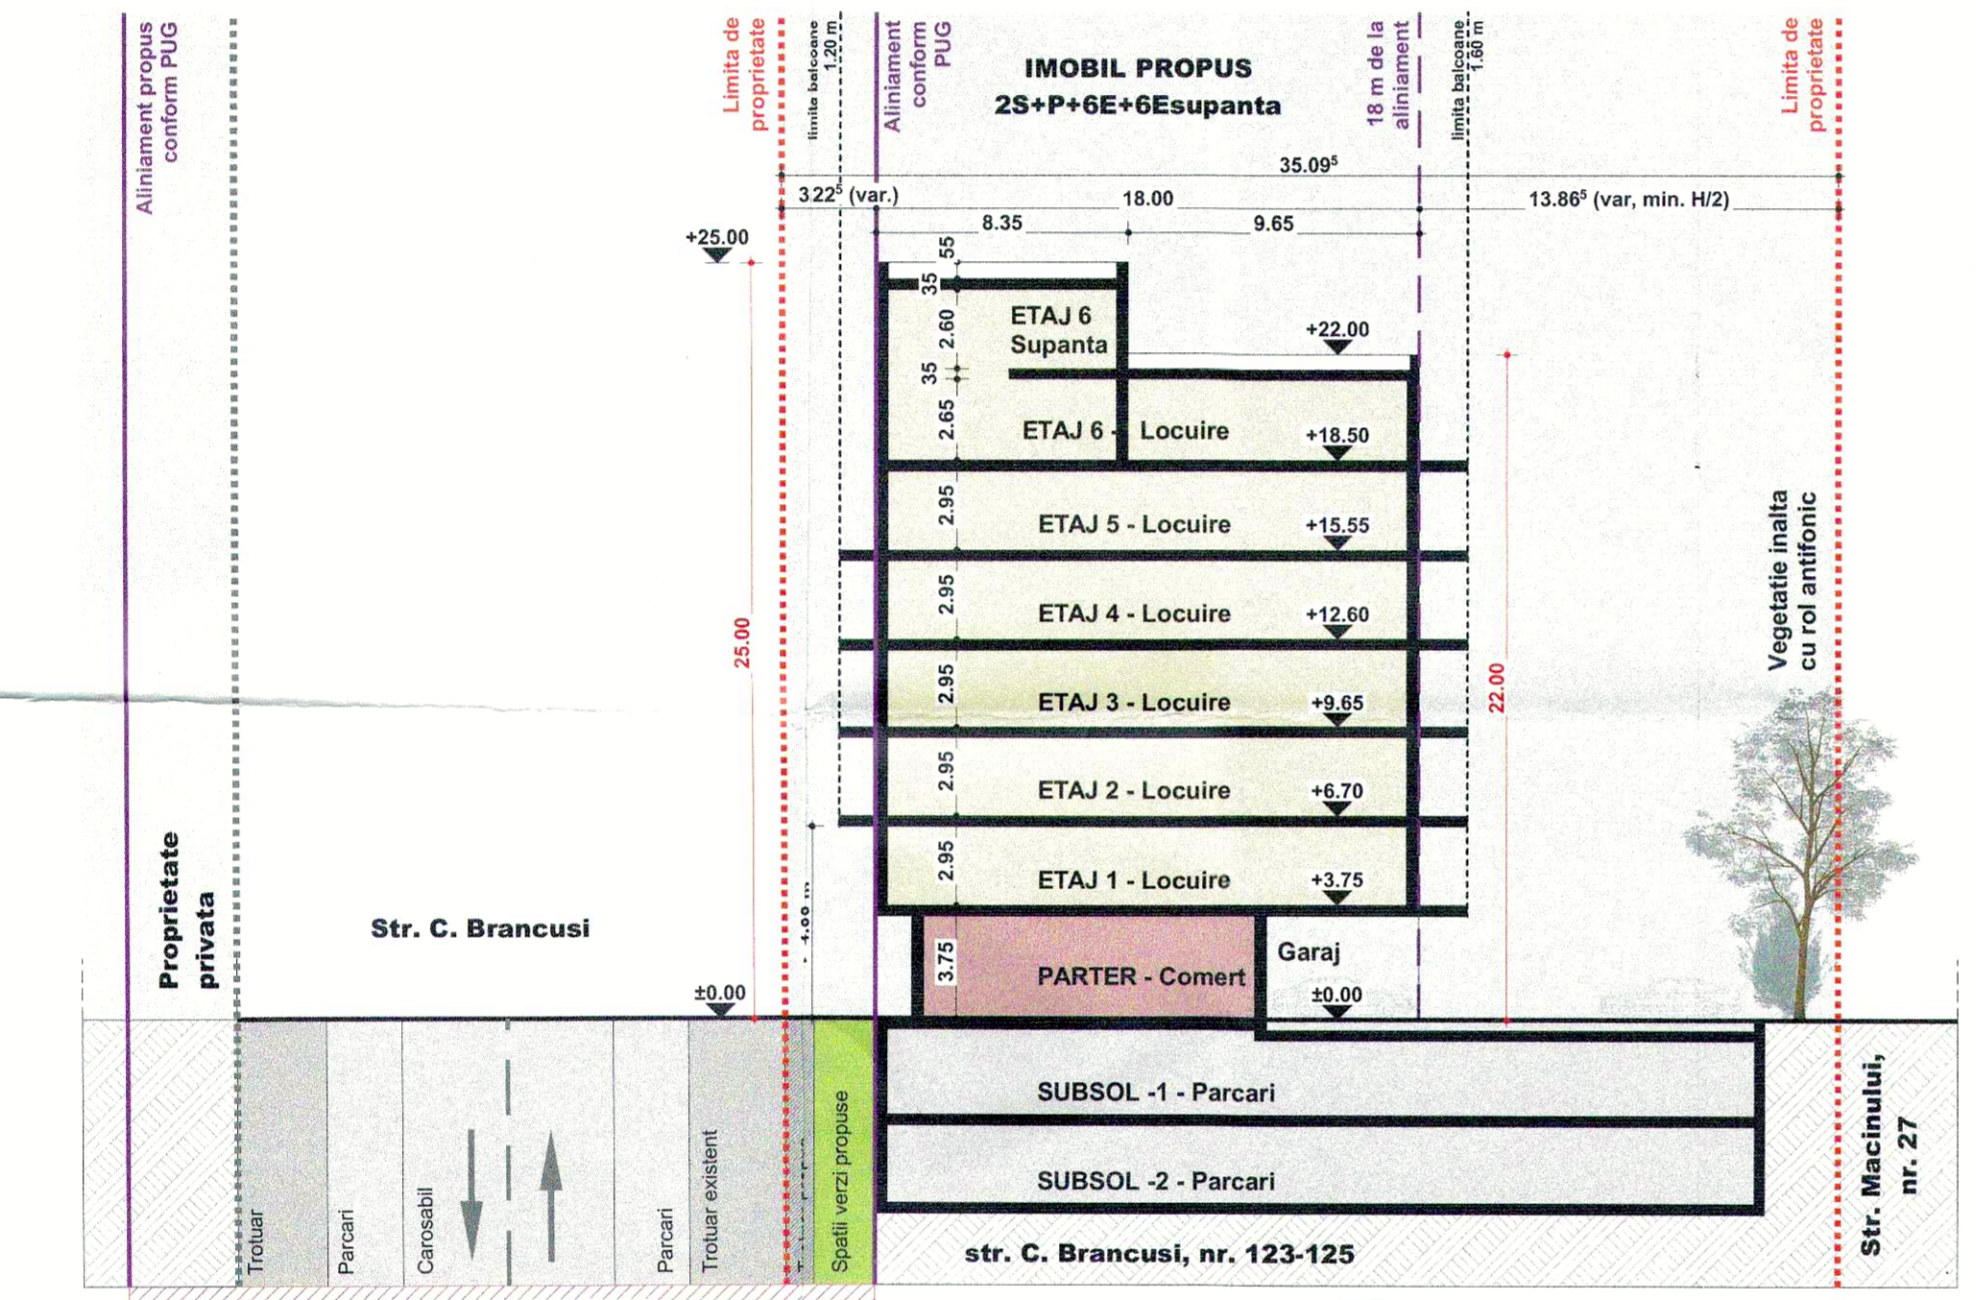 Aliniament propus
conform PUG
Limita de
proprietate
limita balcoane
1.20 m
Aliniament
conform
PUG
IMOBIL PROPUS
2S+P+6E+6Esupanta
18 m de la
aliniament
limita balcoane
1.60 m
Limita de
proprietate
35.09⁵
3.22⁵ (var.)
18.00
13.86⁵ (var, min. H/2)
8.35
9.65
+25.00
55
35
2.60
35
2.65
2.95
2.95
2.95
2.95
2.95
3.75
ETAJ 6
Supanta
+22.00
ETAJ 6 - Locuire
+18.50
ETAJ 5 - Locuire
+15.55
ETAJ 4 - Locuire
+12.60
ETAJ 3 - Locuire
+9.65
ETAJ 2 - Locuire
+6.70
ETAJ 1 - Locuire
+3.75
PARTER - Comert
Garaj
±0.00
±0.00
25.00
22.00
Vegetatie inalta
cu rol antifonic
Proprietate
privata
Str. C. Brancusi
Trotuar
Parcari
Carosabil
Parcari
Trotuar existent
Spatii verzi propuse
SUBSOL -1 - Parcari
SUBSOL -2 - Parcari
str. C. Brancusi, nr. 123-125
Str. Macinului,
nr. 27